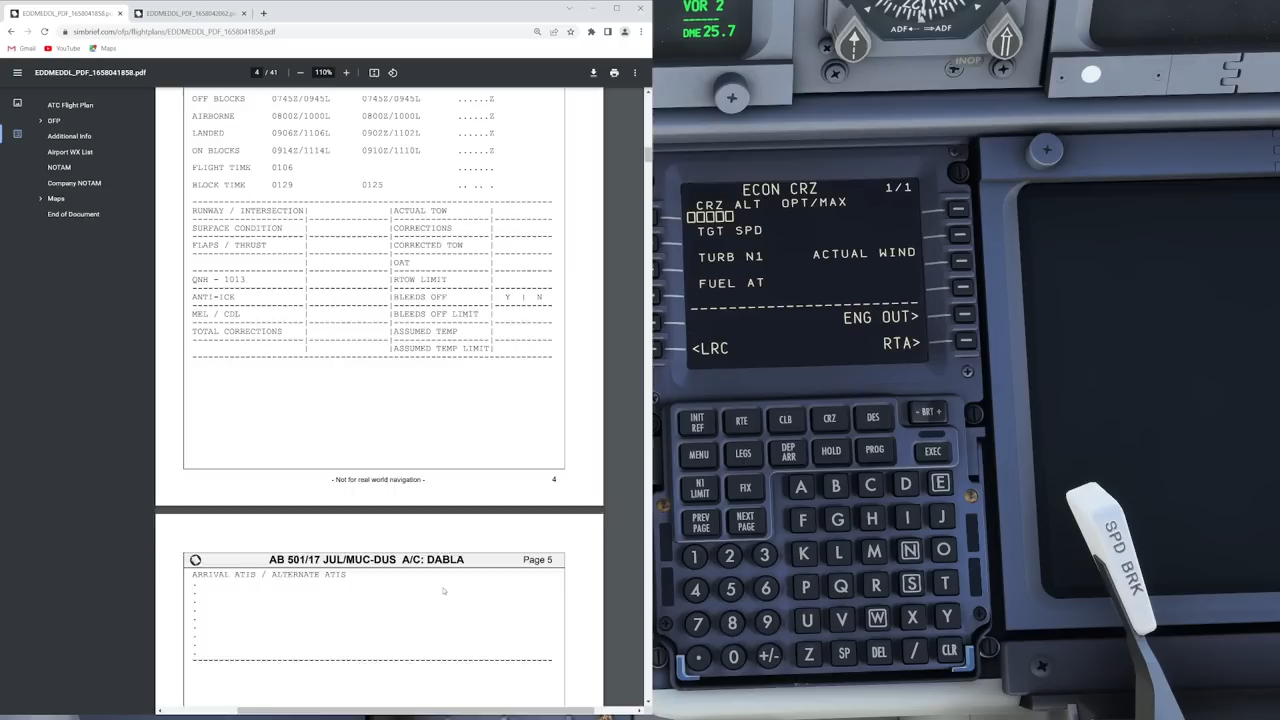 EDDMEDDL_PDF_1658041858.pdf
EDDMEDDL_PDF_1658042062.p
simbrief.com/ofp/flightplans/EDDMEDDL_PDF_1658041858.pdf
Gmail YouTube Maps
EDDMEDDL_PDF_1658041858.pdf 4 / 41 110%
ATC Flight Plan
OFP
Additional Info
Airport WX List
NOTAM
Company NOTAM
Maps
End of Document
OFF BLOCKS 0745Z/0945L 0745Z/0945L ......Z
AIRBORNE 0800Z/1000L 0800Z/1000L ......Z
LANDED 0906Z/1106L 0902Z/1102L ......Z
ON BLOCKS 0914Z/1114L 0910Z/1110L ......Z
FLIGHT TIME 0106 .......
BLOCK TIME 0129 0125 .. .. .
RUNWAY / INTERSECTION| |ACTUAL TOW |
SURFACE CONDITION |CORRECTIONS
FLAPS / THRUST | |CORRECTED TOW |
| |OAT |
QNH - 1013 | |RTOW LIMIT |
ANTI-ICE | |BLEEDS OFF | Y | N
MEL / CDL | |BLEEDS OFF LIMIT |
TOTAL CORRECTIONS | |ASSUMED TEMP |
| |ASSUMED TEMP LIMIT|
- Not for real world navigation - 4
AB 501/17 JUL/MUC-DUS A/C: DABLA Page 5
ARRIVAL ATIS / ALTERNATE ATIS
VOR 2
DME 25.7
ADF ADF
INOP
ECON CRZ 1/1
CRZ ALT OPT/MAX
TGT SPD
TURB N1 ACTUAL WIND
FUEL AT
ENG OUT>
<LRC RTA>
INIT REF RTE CLB CRZ DES - BRT +
MENU LEGS DEP ARR HOLD PROG EXEC
N1 LIMIT FIX A B C D E
PREV PAGE NEXT PAGE F G H I J
1 2 3 K L M N O
4 5 6 P Q R S T
7 8 9 U V W X Y
. 0 +/- Z SP DEL / CLR
SPD BRK